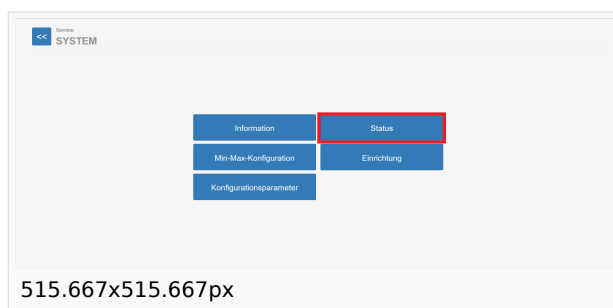 <<
Service
SYSTEM
Information
Status
Min-Max-Konfiguration
Einrichtung
Konfigurationsparameter
515.667x515.667px